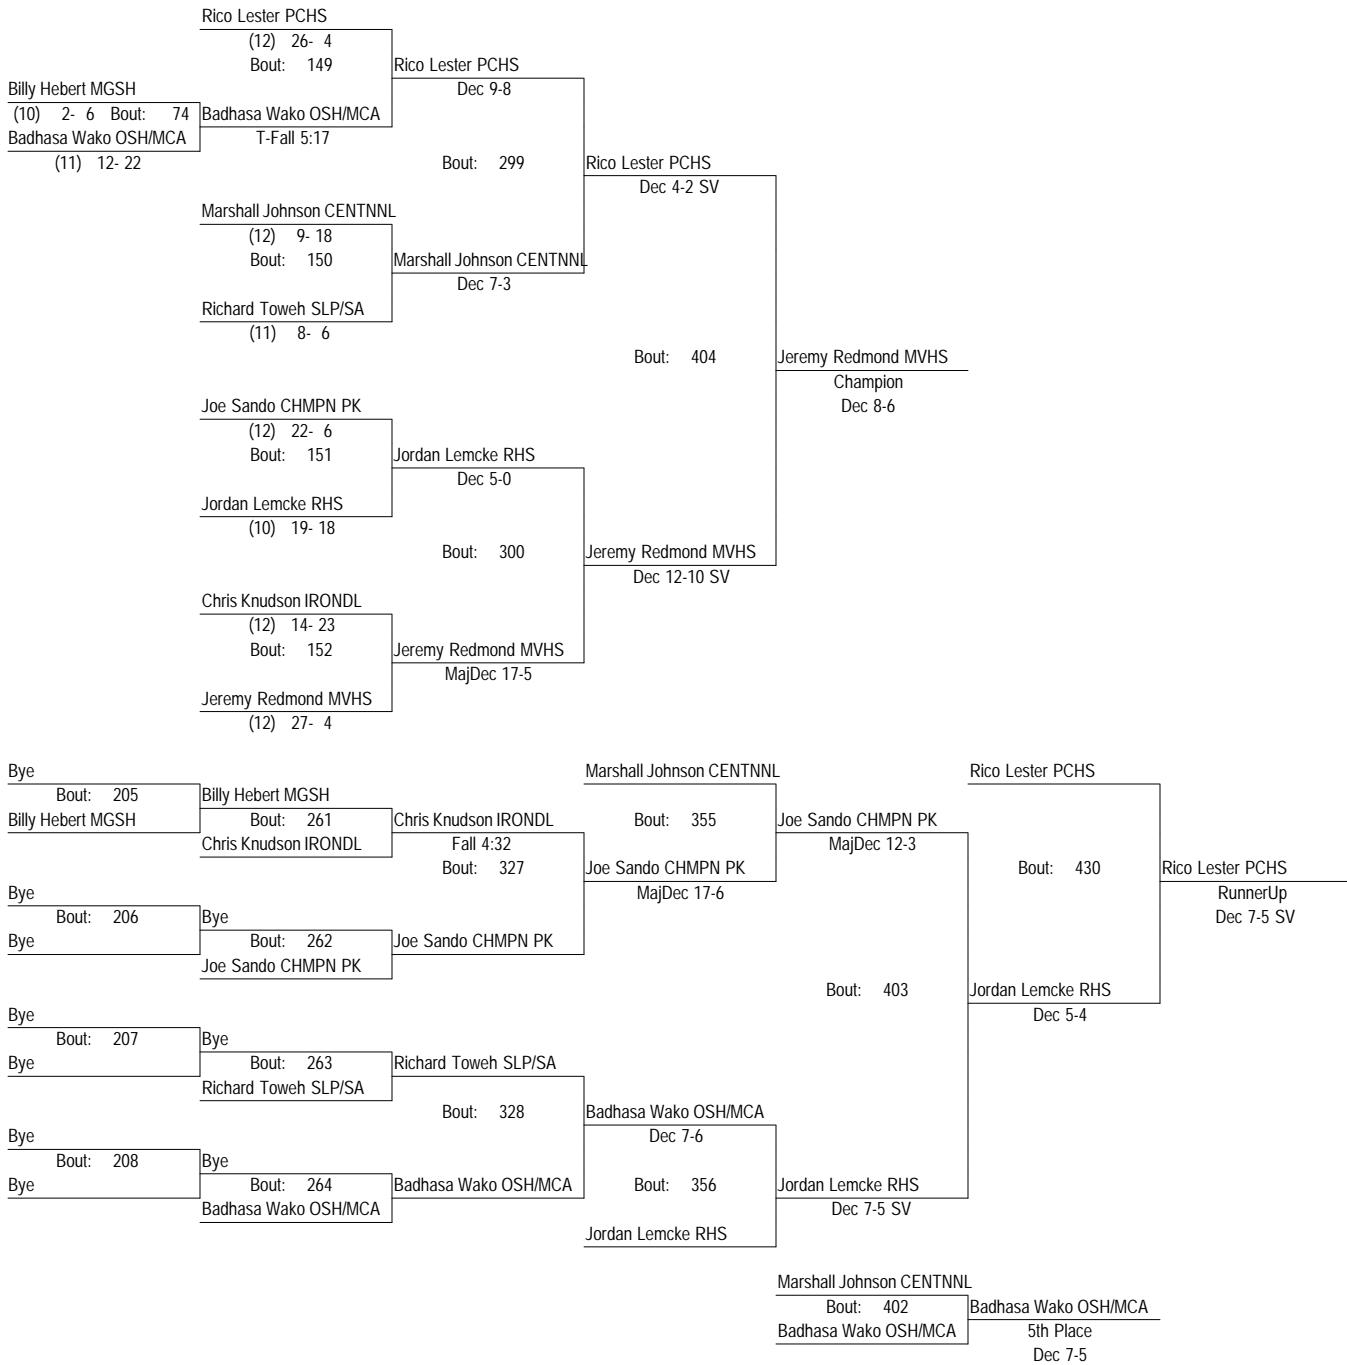 Rico Lester PCHS
(12) 26- 4
Bout: 149
Rico Lester PCHS
Dec 9-8
Billy Hebert MGSH
(10) 2- 6 Bout: 74
Badhasa Wako OSH/MCA
Badhasa Wako OSH/MCA
T-Fall 5:17
(11) 12- 22
Bout: 299
Rico Lester PCHS
Dec 4-2 SV
Marshall Johnson CENTNNL
(12) 9- 18
Bout: 150
Marshall Johnson CENTNNL
Dec 7-3
Richard Toweh SLP/SA
(11) 8- 6
Bout: 404
Jeremy Redmond MVHS
Champion
Dec 8-6
Joe Sando CHMPN PK
(12) 22- 6
Bout: 151
Jordan Lemcke RHS
Dec 5-0
Jordan Lemcke RHS
(10) 19- 18
Bout: 300
Jeremy Redmond MVHS
Dec 12-10 SV
Chris Knudson IRONDL
(12) 14- 23
Bout: 152
Jeremy Redmond MVHS
MajDec 17-5
Jeremy Redmond MVHS
(12) 27- 4
Bye
Bout: 205
Billy Hebert MGSH
Billy Hebert MGSH
Bout: 261
Chris Knudson IRONDL
Chris Knudson IRONDL
Fall 4:32
Bout: 327
Marshall Johnson CENTNNL
Bout: 355
Joe Sando CHMPN PK
MajDec 12-3
Joe Sando CHMPN PK
MajDec 17-6
Rico Lester PCHS
Bout: 430
Rico Lester PCHS
RunnerUp
Dec 7-5 SV
Bye
Bout: 206
Bye
Bye
Bout: 262
Joe Sando CHMPN PK
Joe Sando CHMPN PK
Bout: 403
Jordan Lemcke RHS
Dec 5-4
Bye
Bout: 207
Bye
Bye
Bout: 263
Richard Toweh SLP/SA
Richard Toweh SLP/SA
Bout: 328
Badhasa Wako OSH/MCA
Dec 7-6
Bye
Bout: 208
Bye
Bye
Bout: 264
Badhasa Wako OSH/MCA
Badhasa Wako OSH/MCA
Bout: 356
Jordan Lemcke RHS
Dec 7-5 SV
Jordan Lemcke RHS
Marshall Johnson CENTNNL
Bout: 402
Badhasa Wako OSH/MCA
Badhasa Wako OSH/MCA
5th Place
Dec 7-5